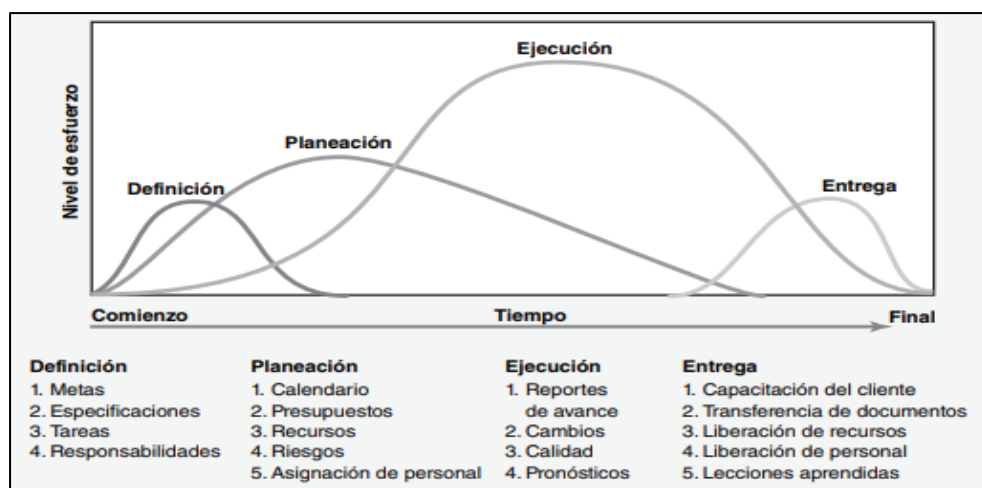 Nivel de esfuerzo
Ejecución
Planeación
Definición
Entrega
Comienzo
Tiempo
Final
Definición
1. Metas
2. Especificaciones
3. Tareas
4. Responsabilidades
Planeación
1. Calendario
2. Presupuestos
3. Recursos
4. Riesgos
5. Asignación de personal
Ejecución
1. Reportes
de avance
2. Cambios
3. Calidad
4. Pronósticos
Entrega
1. Capacitación del cliente
2. Transferencia de documentos
3. Liberación de recursos
4. Liberación de personal
5. Lecciones aprendidas